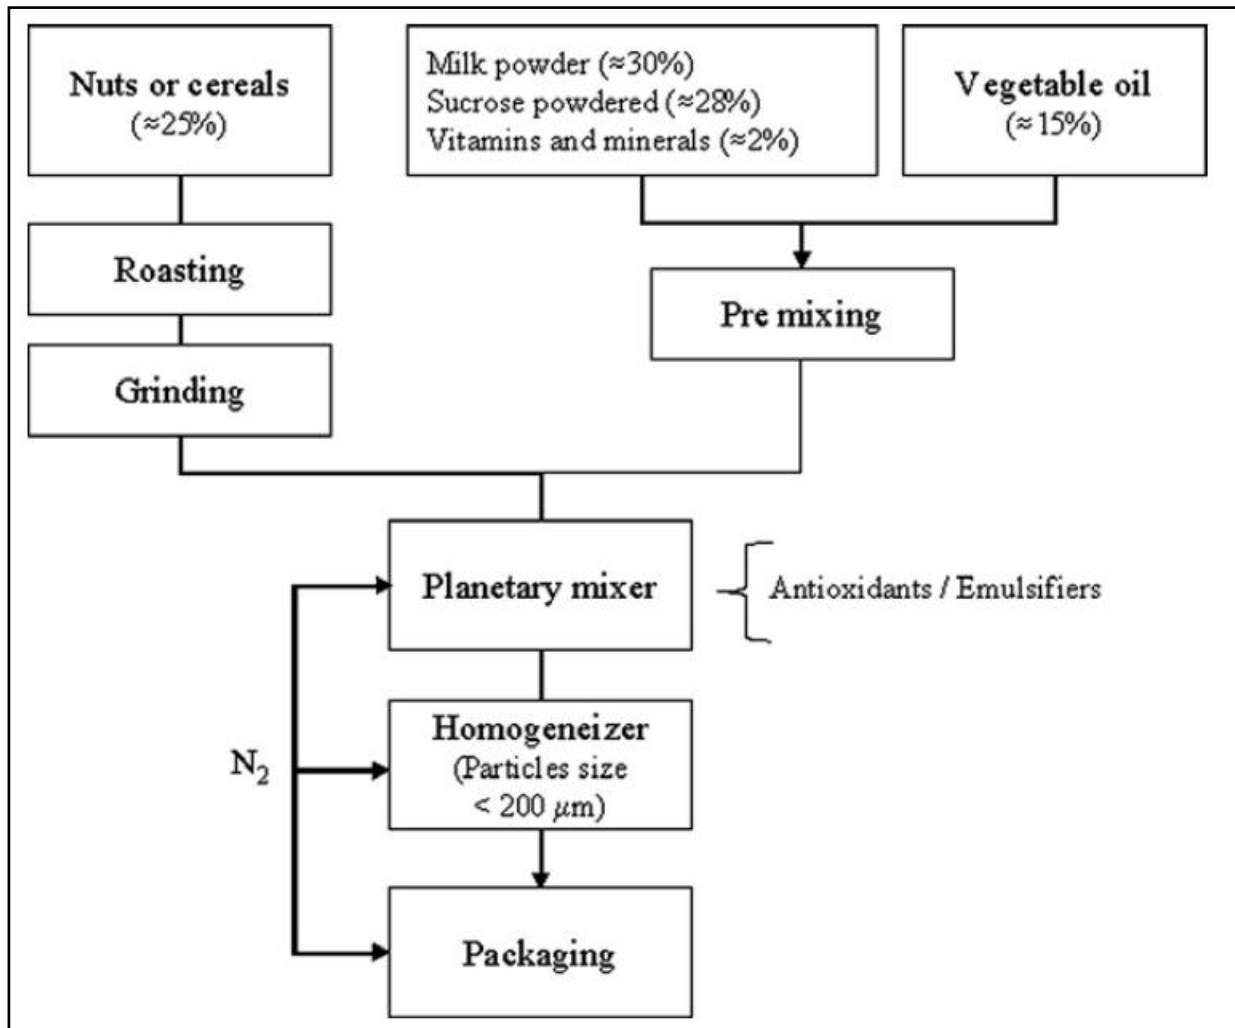 Nuts or cereals
(≈25%)
Milk powder (≈30%)
Sucrose powdered (≈28%)
Vitamins and minerals (≈2%)
Vegetable oil
(≈15%)
Roasting
Pre mixing
Grinding
Planetary mixer
Antioxidants / Emulsifiers
N₂
Homogeneizer
(Particles size
< 200 μm)
Packaging